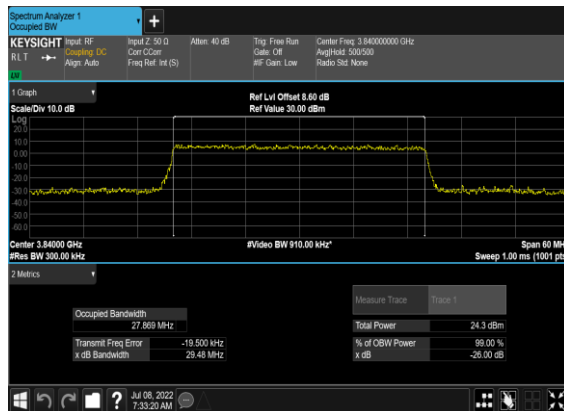 Spectrum Analyzer 1
Occupied BW
+
KEYSIGHT Input: RF Input Z: 50 Ω Atten: 40 dB Trig: Free Run Center Freq: 3.840000000 GHz
RLT Coupling: DC Corr CCorr Gate: Off Avg|Hold: 500/500
Align: Auto Freq Ref: Int (S) #IF Gain: Low Radio Std: None
1 Graph
Ref Lvl Offset 8.60 dB
Scale/Div 10.0 dB Ref Value 30.00 dBm
Log
20.0
10.0
0.00
-10.0
-20.0
-30.0
-40.0
-50.0
-60.0
Center 3.84000 GHz #Video BW 910.00 kHz* Span 60 MH
#Res BW 300.00 kHz Sweep 1.00 ms (1001 pts
2 Metrics
Measure Trace Trace 1
Occupied Bandwidth
27.869 MHz Total Power 24.3 dBm
Transmit Freq Error -19.500 kHz % of OBW Power 99.00 %
x dB Bandwidth 29.48 MHz x dB -26.00 dB
? Jul 08, 2022
7:33:20 AM